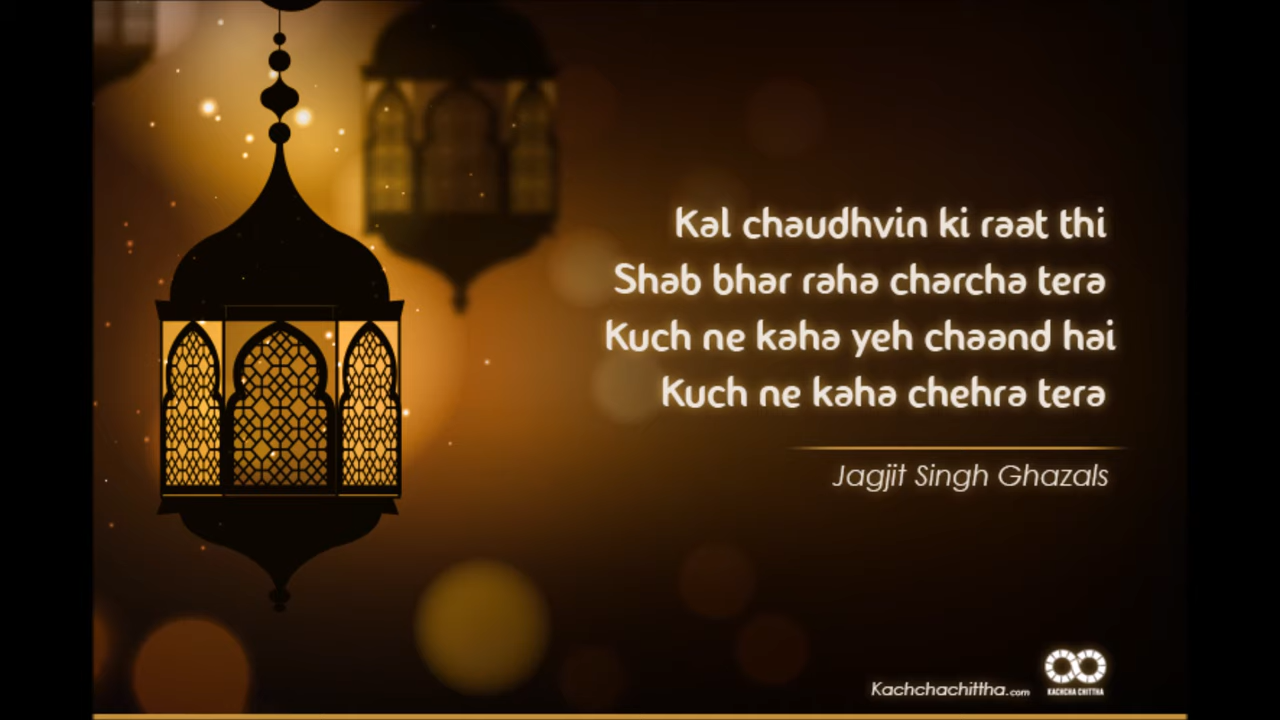 Kal chaudhvin ki raat thi
Shab bhar raha charcha tera
Kuch ne kaha yeh chaand hai
Kuch ne kaha chehra tera
Jagjit Singh Ghazals
Kachchachittha.com
KACHCHA CHITTHA